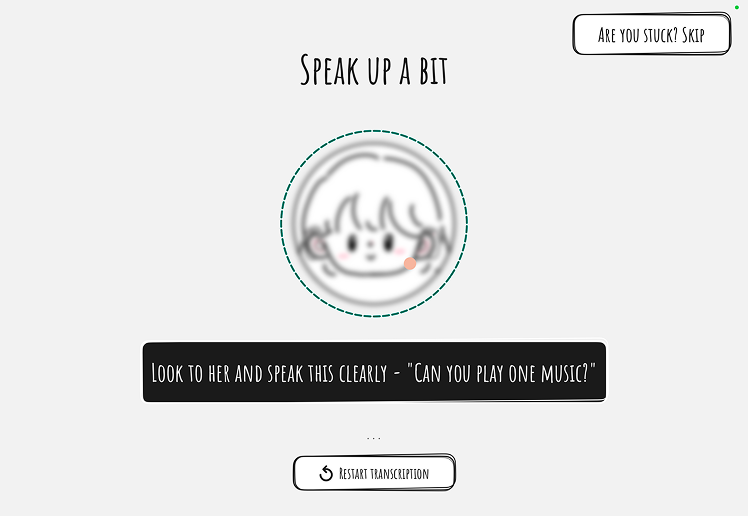 Are you stuck? Skip
Speak up a bit
Look to her and speak this clearly - "Can you play one music?"
...
Restart transcription